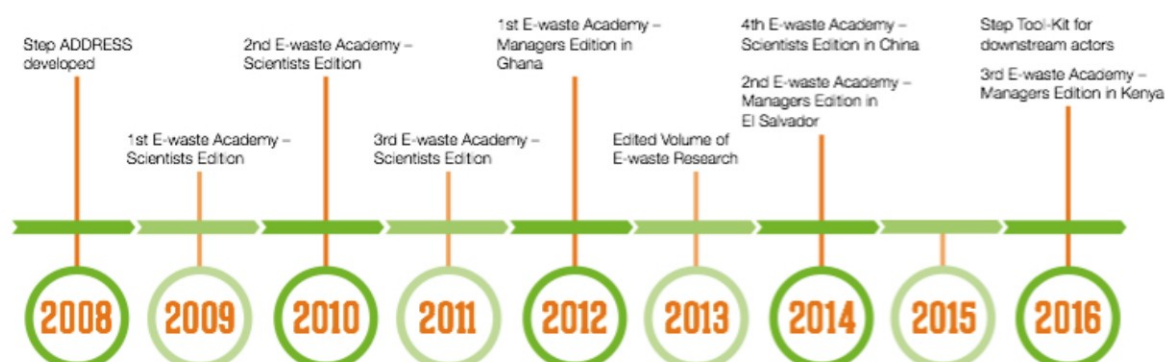 Step ADDRESS
developed
1st E-waste Academy –
Scientists Edition
2nd E-waste Academy –
Scientists Edition
3rd E-waste Academy –
Scientists Edition
1st E-waste Academy –
Managers Edition in
Ghana
Edited Volume of
E-waste Research
4th E-waste Academy –
Scientists Edition in China
2nd E-waste Academy –
Managers Edition in
El Salvador
Step Tool-Kit for
downstream actors
3rd E-waste Academy –
Managers Edition in Kenya
2008
2009
2010
2011
2012
2013
2014
2015
2016